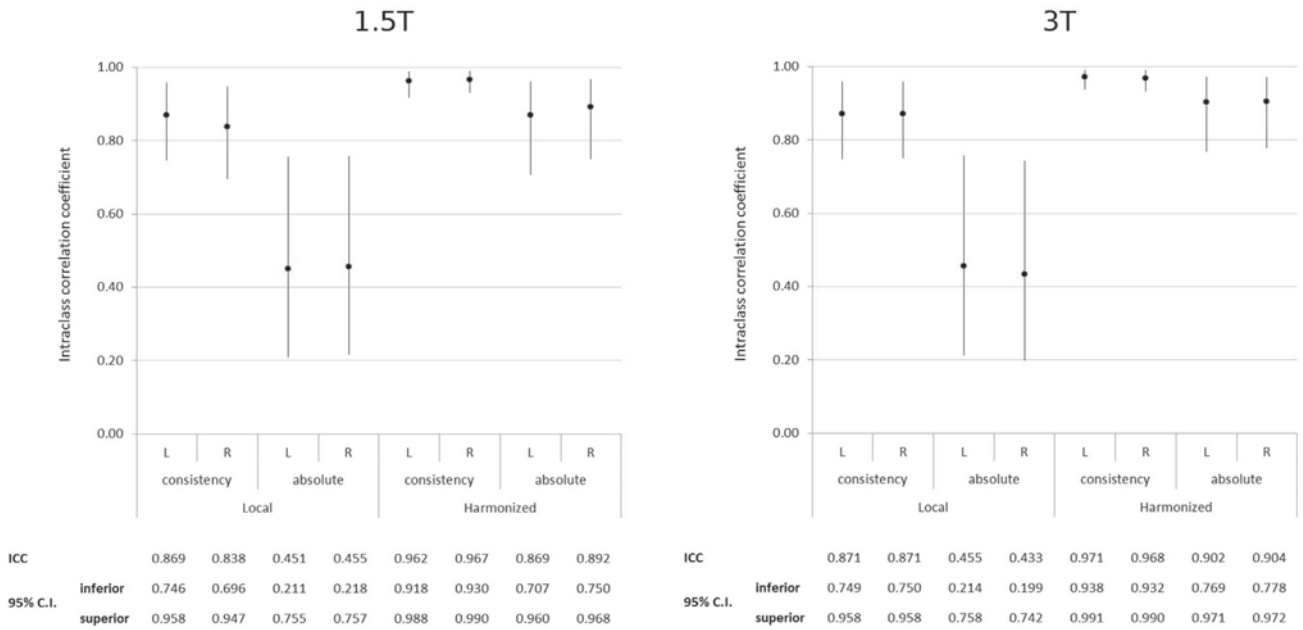 1.5T
Intraclass correlation coefficient
1.00
0.80
0.60
0.40
0.20
0.00
L R L R L R L R
consistency absolute consistency absolute
Local Harmonized
ICC 0.869 0.838 0.451 0.455 0.962 0.967 0.869 0.892
95% C.I.
inferior 0.746 0.696 0.211 0.218 0.918 0.930 0.707 0.750
superior 0.958 0.947 0.755 0.757 0.988 0.990 0.960 0.968
3T
Intraclass correlation coefficient
1.00
0.80
0.60
0.40
0.20
0.00
L R L R L R L R
consistency absolute consistency absolute
Local Harmonized
ICC 0.871 0.871 0.455 0.433 0.971 0.968 0.902 0.904
95% C.I.
inferior 0.749 0.750 0.214 0.199 0.938 0.932 0.769 0.778
superior 0.958 0.958 0.758 0.742 0.991 0.990 0.971 0.972